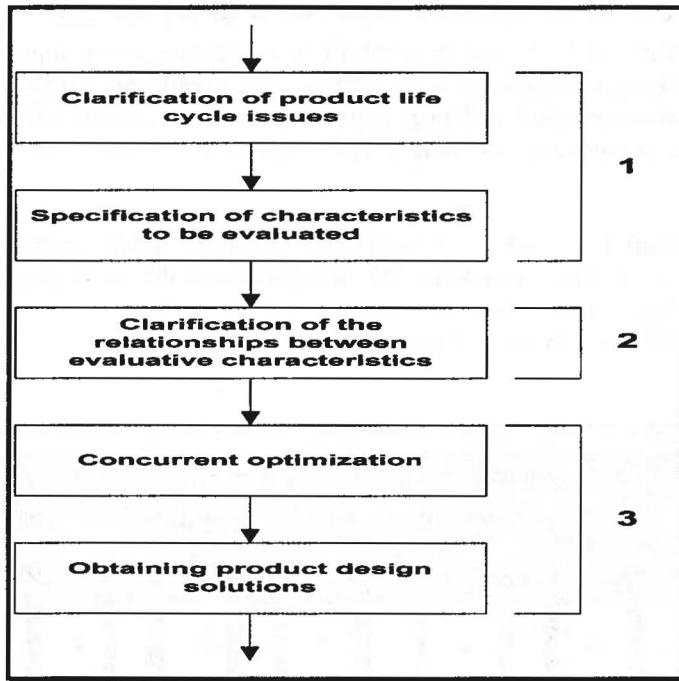 Clarification of product life
cycle issues
1
Specification of characteristics
to be evaluated
Clarification of the
relationships between
evaluative characteristics
2
Concurrent optimization
3
Obtaining product design
solutions